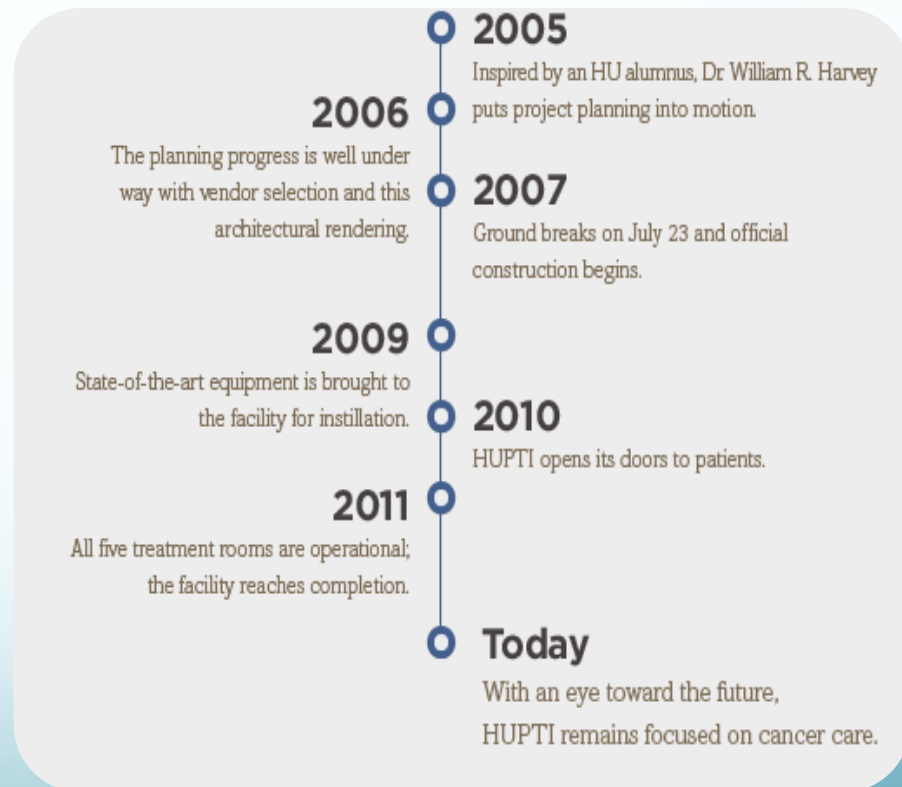 2005
Inspired by an HU alumnus, Dr William R. Harvey
puts project planning into motion.
2006
The planning progress is well under
way with vendor selection and this
architectural rendering.
2007
Ground breaks on July 23 and official
construction begins.
2009
State-of-the-art equipment is brought to
the facility for instillation.
2010
HUPTI opens its doors to patients.
2011
All five treatment rooms are operational;
the facility reaches completion.
Today
With an eye toward the future,
HUPTI remains focused on cancer care.